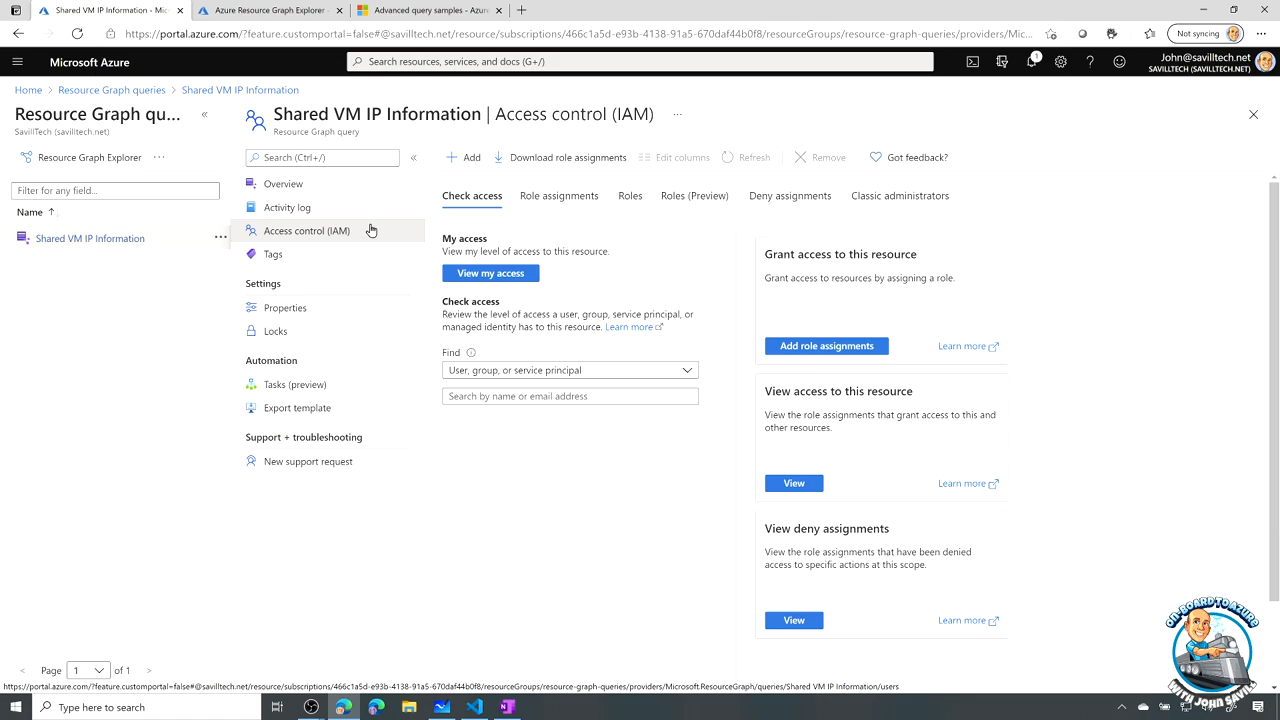 Shared VM IP Information - Mic
Azure Resource Graph Explorer -
Advanced query samples - Azure
https://portal.azure.com/?feature.customportal=false#@savilltech.net/resource/subscriptions/466c1a5d-e93b-4138-91a5-670daf44b0f8/resourceGroups/resource-graph-queries/providers/Mic...
Not syncing
Microsoft Azure
Search resources, services, and docs (G+/)
1
John@savilltech.net
SAVILLTECH (SAVILLTECH.NET)
Home > Resource Graph queries > Shared VM IP Information
Resource Graph qu...
SavillTech (savilltech.net)
Resource Graph Explorer
Filter for any field...
Name ↑
Shared VM IP Information
Page 1 of 1
Shared VM IP Information | Access control (IAM)
Resource Graph query
Search (Ctrl+/)
Overview
Activity log
Access control (IAM)
Tags
Settings
Properties
Locks
Automation
Tasks (preview)
Export template
Support + troubleshooting
New support request
Add Download role assignments Edit columns Refresh Remove Got feedback?
Check access Role assignments Roles Roles (Preview) Deny assignments Classic administrators
My access
View my level of access to this resource.
View my access
Check access
Review the level of access a user, group, service principal, or
managed identity has to this resource. Learn more
Find
User, group, or service principal
Search by name or email address
Grant access to this resource
Grant access to resources by assigning a role.
Add role assignments Learn more
View access to this resource
View the role assignments that grant access to this and
other resources.
View Learn more
View deny assignments
View the role assignments that have been denied
access to specific actions at this scope.
View Learn more
ON-BOARD TO AZURE
WITH JOHN SAVILL
https://portal.azure.com/?feature.customportal=false#@savilltech.net/resource/subscriptions/466c1a5d-e93b-4138-91a5-670daf44b0f8/resourceGroups/resource-graph-queries/providers/Microsoft.ResourceGraph/queries/Shared VM IP Information/users
Type here to search